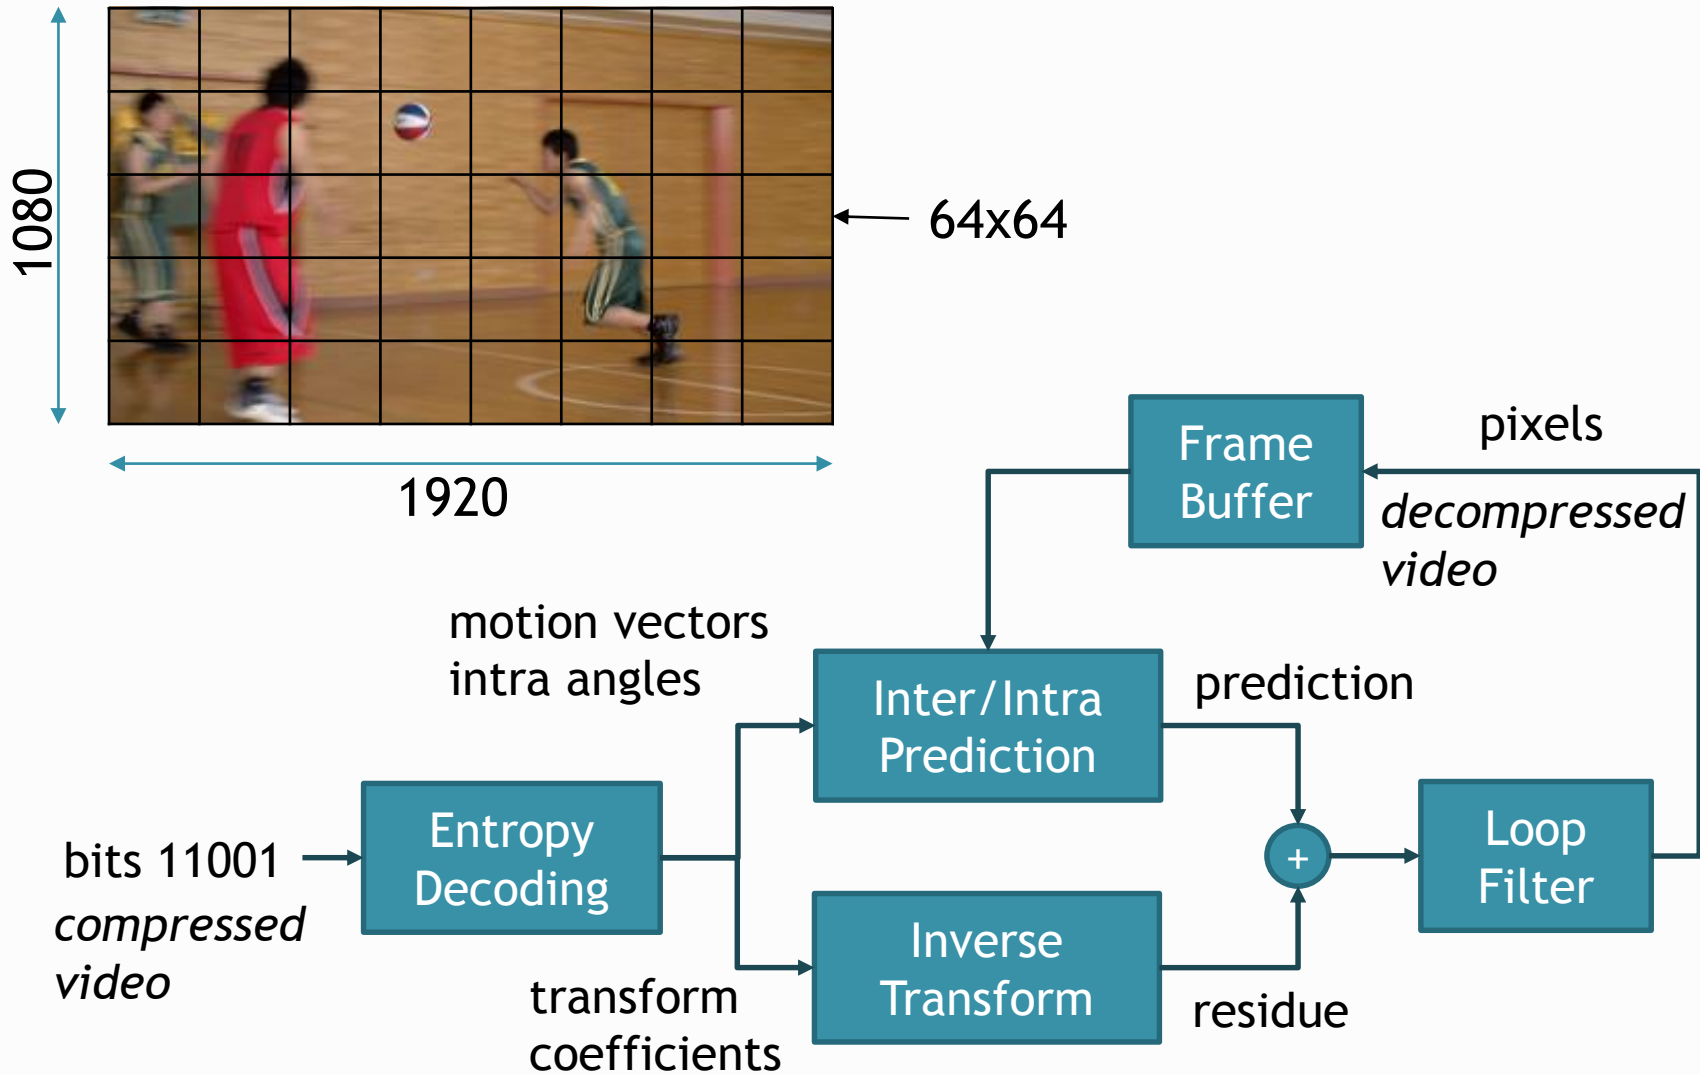 1080
64x64
1920
Frame
Buffer
pixels
decompressed
video
motion vectors
intra angles
Inter/Intra
Prediction
prediction
Entropy
Decoding
bits 11001
compressed
video
+
Loop
Filter
Inverse
Transform
transform
coefficients
residue